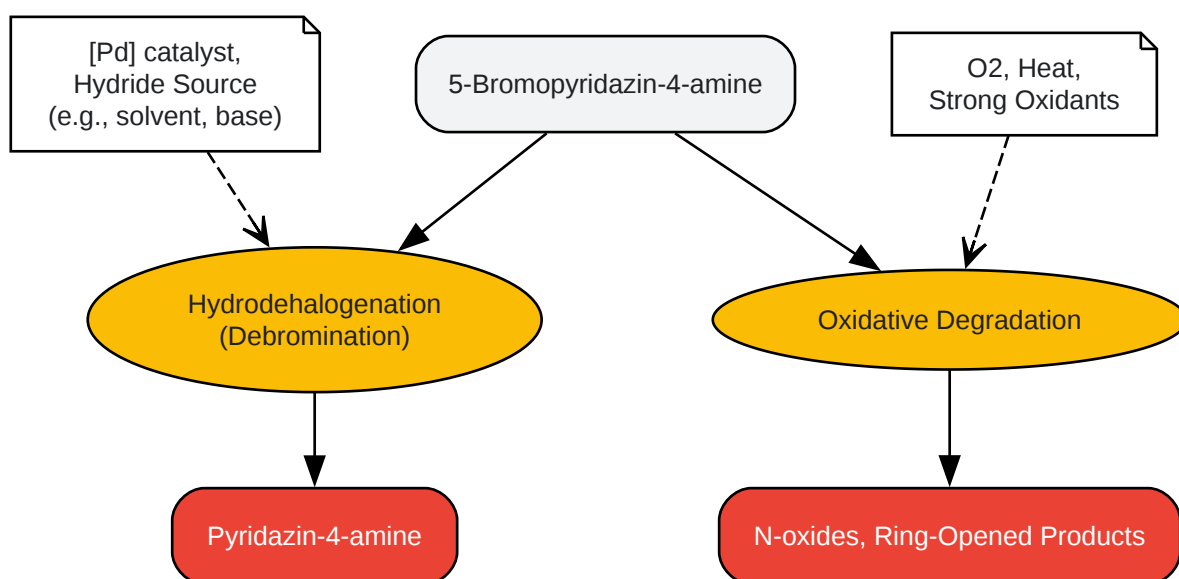 [Pd] catalyst,
Hydride Source
(e.g., solvent, base)
5-Bromopyridazin-4-amine
O2, Heat,
Strong Oxidants
Hydrodehalogenation
(Debromination)
Oxidative Degradation
Pyridazin-4-amine
N-oxides, Ring-Opened Products